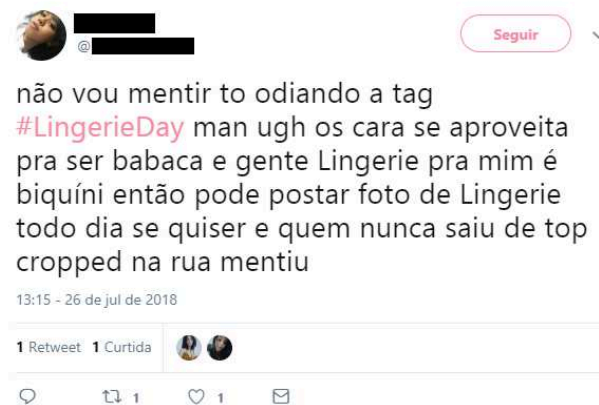 @
Seguir
não vou mentir to odiando a tag
#LingerieDay man ugh os cara se aproveita
pra ser babaca e gente Lingerie pra mim é
biquíni então pode postar foto de Lingerie
todo dia se quiser e quem nunca saiu de top
cropped na rua mentiu
13:15 - 26 de jul de 2018
1 Retweet 1 Curtida
1 1